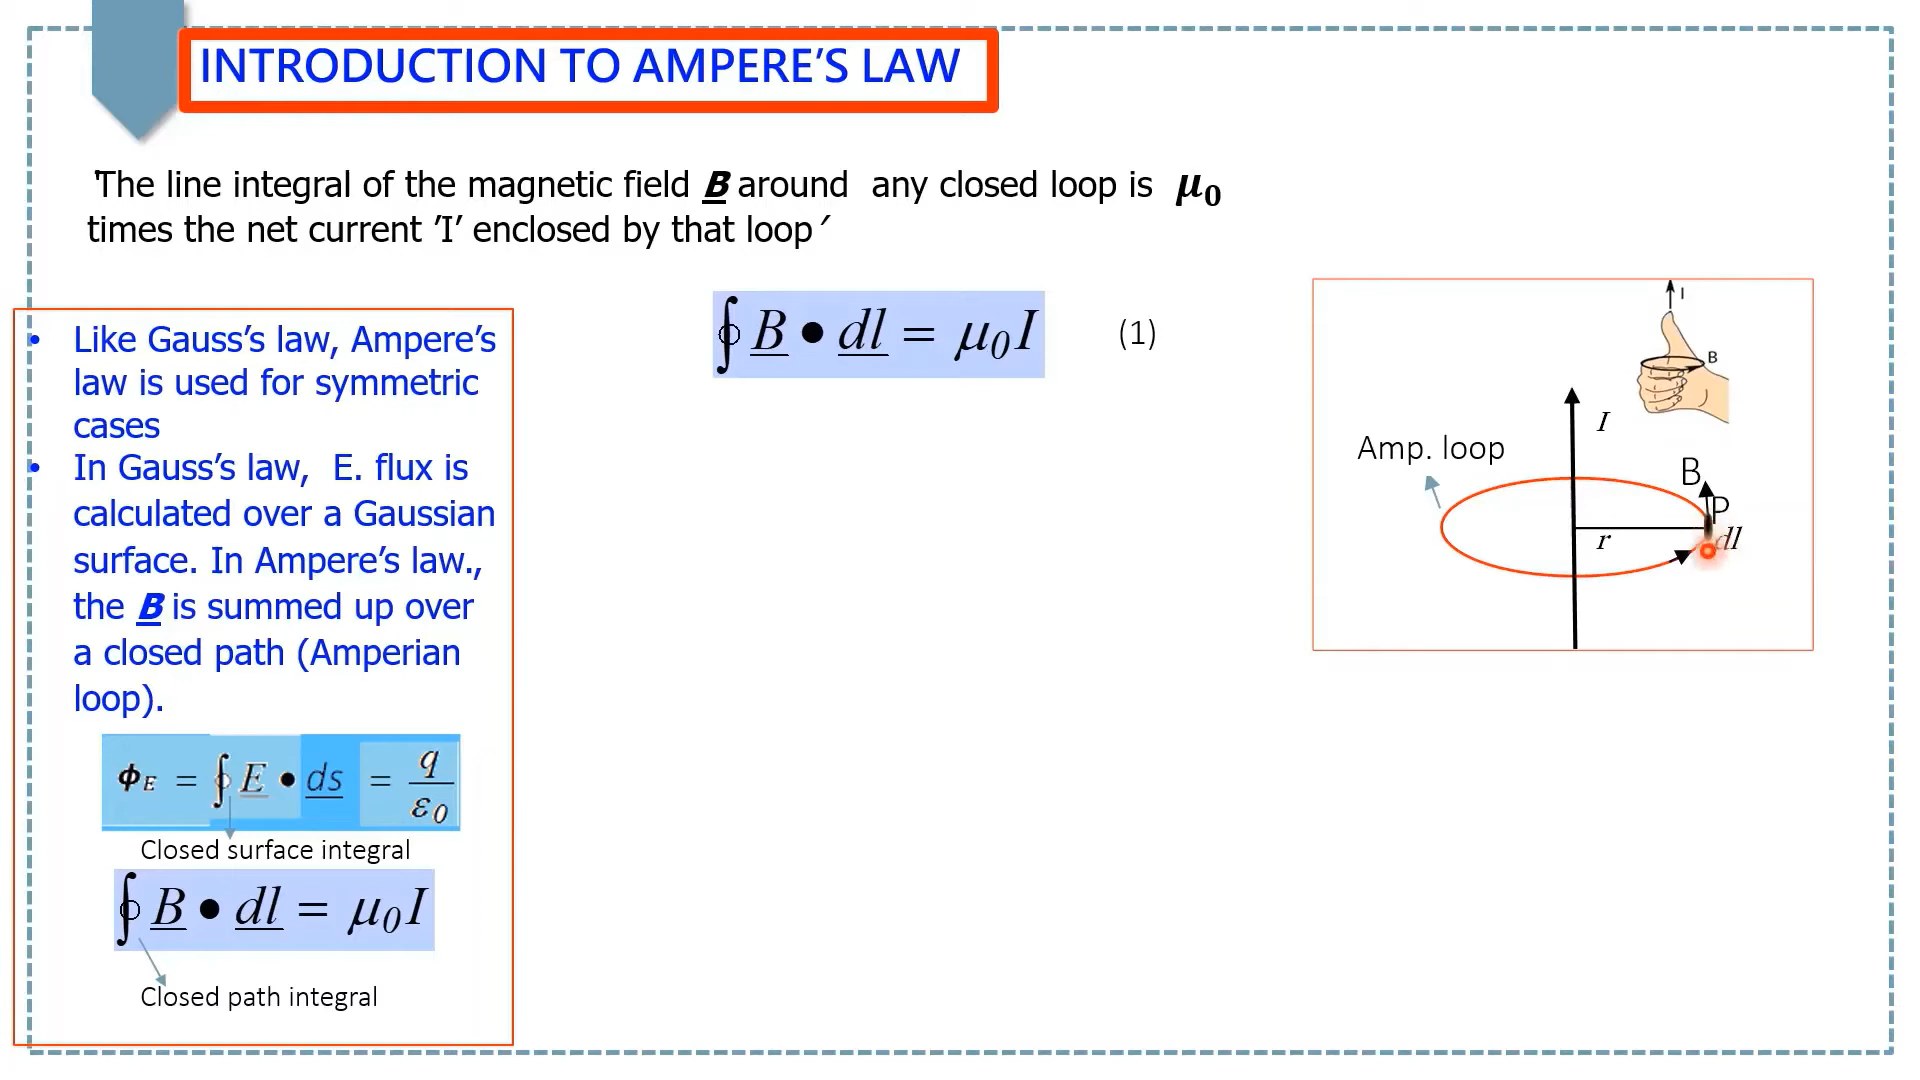 INTRODUCTION TO AMPERE’S LAW
'The line integral of the magnetic field B around any closed loop is μ₀
times the net current ’I’ enclosed by that loop ′
• Like Gauss’s law, Ampere’s
law is used for symmetric
cases
• In Gauss’s law, E. flux is
calculated over a Gaussian
surface. In Ampere’s law.,
the B is summed up over
a closed path (Amperian
loop).
ϕE = ∮ E • ds = q/ε₀
Closed surface integral
∮ B • dl = μ₀I
Closed path integral
∮ B • dl = μ₀I (1)
I
B
I
Amp. loop
B
P
r
dl